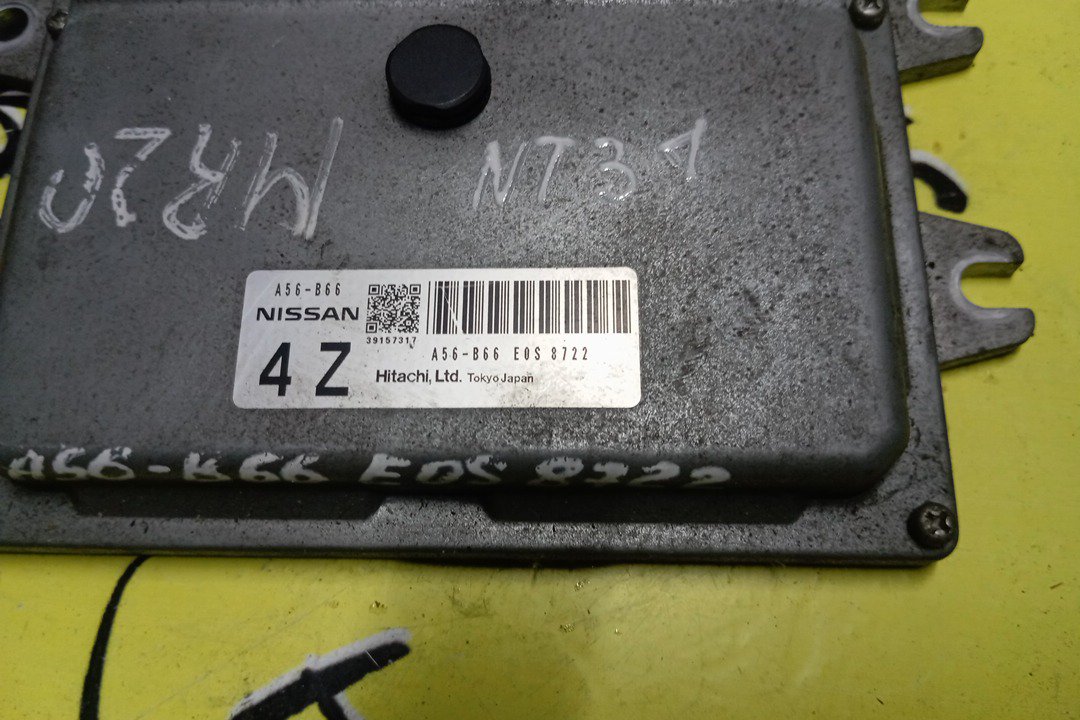 MR20
NT31
A56-B66
NISSAN
39157317
4 Z
A56-B66 E0S 8722
Hitachi, Ltd. Tokyo Japan
A56-B66 E0S 8722